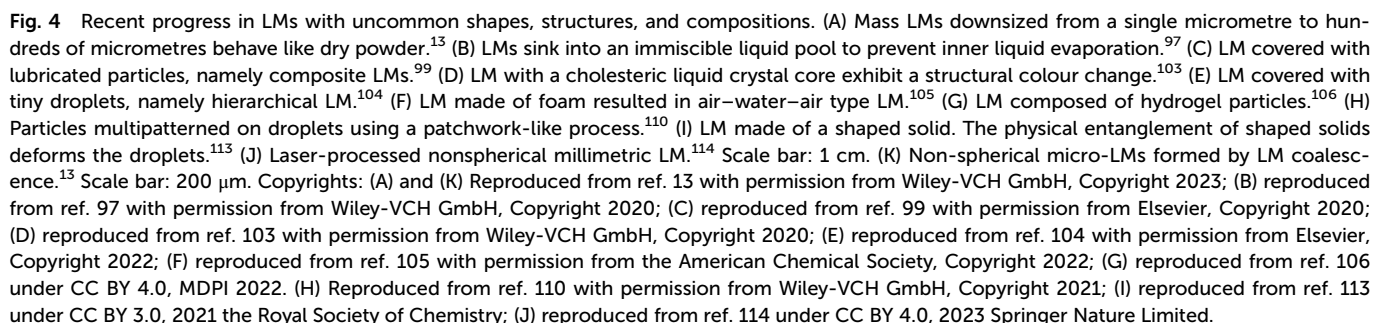 Fig. 4 Recent progress in LMs with uncommon shapes, structures, and compositions. (A) Mass LMs downsized from a single micrometre to hun-
dreds of micrometres behave like dry powder.13 (B) LMs sink into an immiscible liquid pool to prevent inner liquid evaporation.97 (C) LM covered with
lubricated particles, namely composite LMs.99 (D) LM with a cholesteric liquid crystal core exhibit a structural colour change.103 (E) LM covered with
tiny droplets, namely hierarchical LM.104 (F) LM made of foam resulted in air–water–air type LM.105 (G) LM composed of hydrogel particles.106 (H)
Particles multipatterned on droplets using a patchwork-like process.110 (I) LM made of a shaped solid. The physical entanglement of shaped solids
deforms the droplets.113 (J) Laser-processed nonspherical millimetric LM.114 Scale bar: 1 cm. (K) Non-spherical micro-LMs formed by LM coalesc-
ence.13 Scale bar: 200 μm. Copyrights: (A) and (K) Reproduced from ref. 13 with permission from Wiley-VCH GmbH, Copyright 2023; (B) reproduced
from ref. 97 with permission from Wiley-VCH GmbH, Copyright 2020; (C) reproduced from ref. 99 with permission from Elsevier, Copyright 2020;
(D) reproduced from ref. 103 with permission from Wiley-VCH GmbH, Copyright 2020; (E) reproduced from ref. 104 with permission from Elsevier,
Copyright 2022; (F) reproduced from ref. 105 with permission from the American Chemical Society, Copyright 2022; (G) reproduced from ref. 106
under CC BY 4.0, MDPI 2022. (H) Reproduced from ref. 110 with permission from Wiley-VCH GmbH, Copyright 2021; (I) reproduced from ref. 113
under CC BY 3.0, 2021 the Royal Society of Chemistry; (J) reproduced from ref. 114 under CC BY 4.0, 2023 Springer Nature Limited.